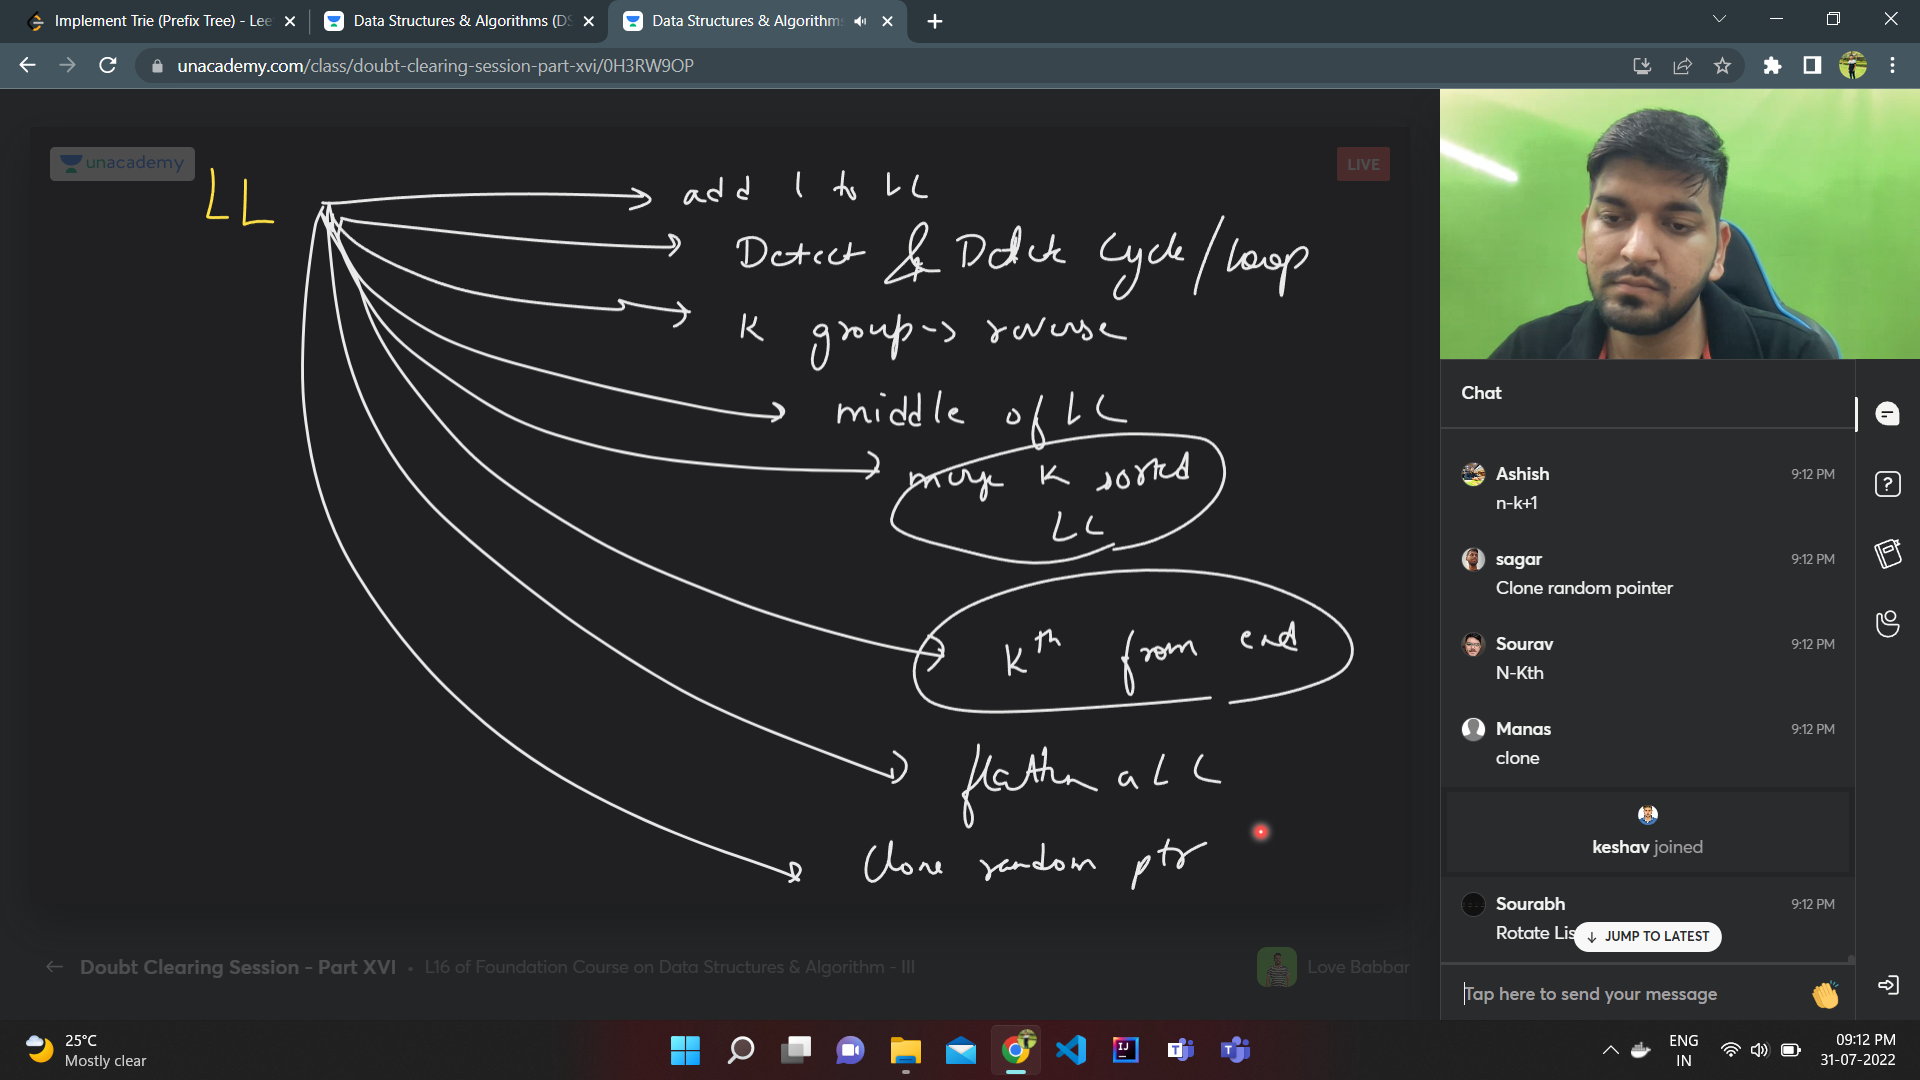 Implement Trie (Prefix Tree) - Lee
Data Structures & Algorithms (DS
Data Structures & Algorithms
unacademy.com/class/doubt-clearing-session-part-xvi/0H3RW9OP
unacademy
LIVE
LL
add 1 to LL
Detect & Delete Cycle/Loop
K group -> reverse
middle of LL
merge K sorted
LL
Kth from end
flatten a LL
Clone random ptr
Doubt Clearing Session - Part XVI • L16 of Foundation Course on Data Structures & Algorithm - III
Love Babbar
Chat
Ashish 9:12 PM
n-k+1
sagar 9:12 PM
Clone random pointer
Sourav 9:12 PM
N-Kth
Manas 9:12 PM
clone
keshav joined
Sourabh 9:12 PM
Rotate Lis
JUMP TO LATEST
Tap here to send your message
25°C
Mostly clear
ENG
IN
09:12 PM
31-07-2022